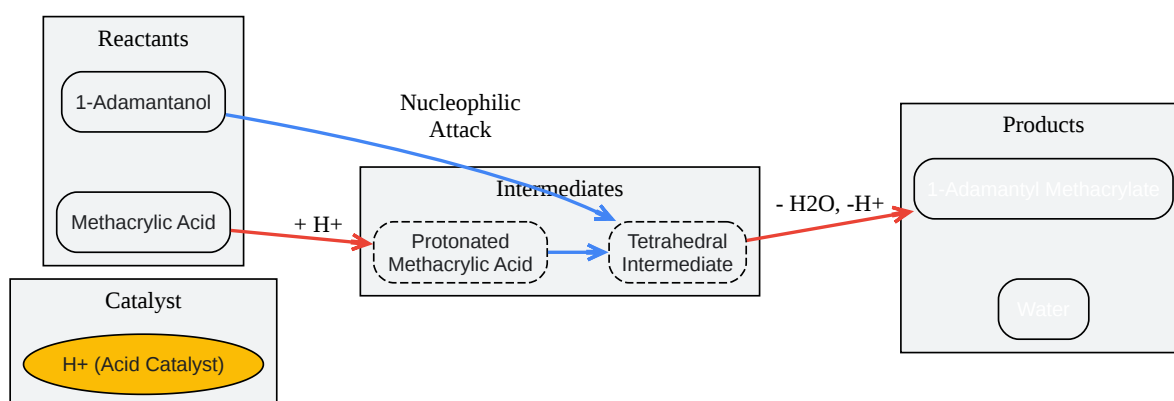 Reactants
1-Adamantanol
Methacrylic Acid
+ H+
Catalyst
H+ (Acid Catalyst)
Nucleophilic
Attack
Intermediates
Protonated
Methacrylic Acid
Tetrahedral
Intermediate
- H2O, -H+
Products
1-Adamantyl Methacrylate
Water